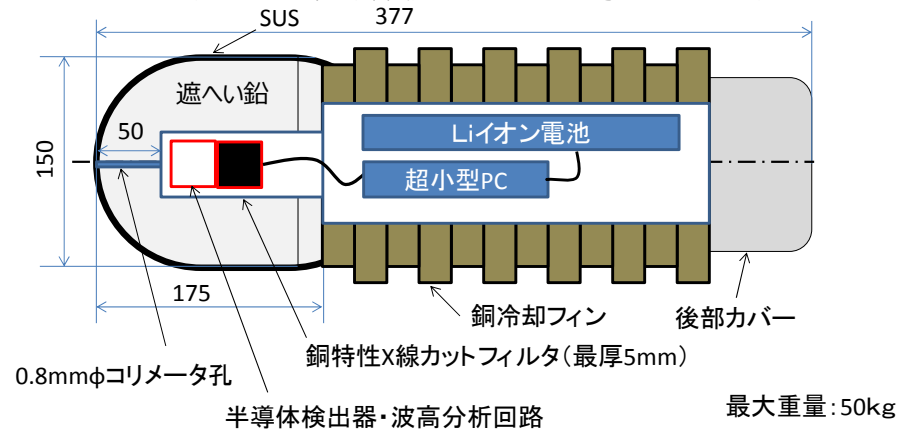 SUS
377
遮へい鉛
50
150
Liイオン電池
超小型PC
175
銅冷却フィン
後部カバー
銅特性X線カットフィルタ(最厚5mm)
0.8mmφコリメータ孔
半導体検出器・波高分析回路
最大重量:50kg